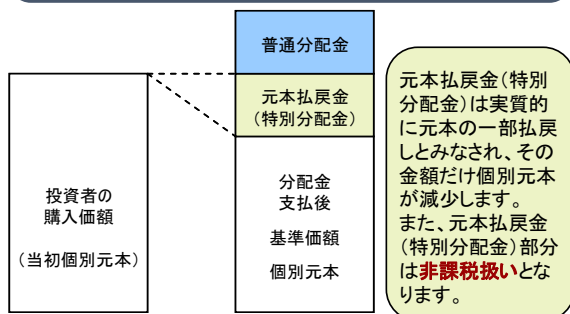 普通分配金
元本払戻金
（特別分配金）
投資者の
購入価額
（当初個別元本）
分配金
支払後
基準価額
個別元本
元本払戻金（特別
分配金）は実質的
に元本の一部払戻
しとみなされ、その
金額だけ個別元本
が減少します。
また、元本払戻金
（特別分配金）部分
は非課税扱いとな
ります。